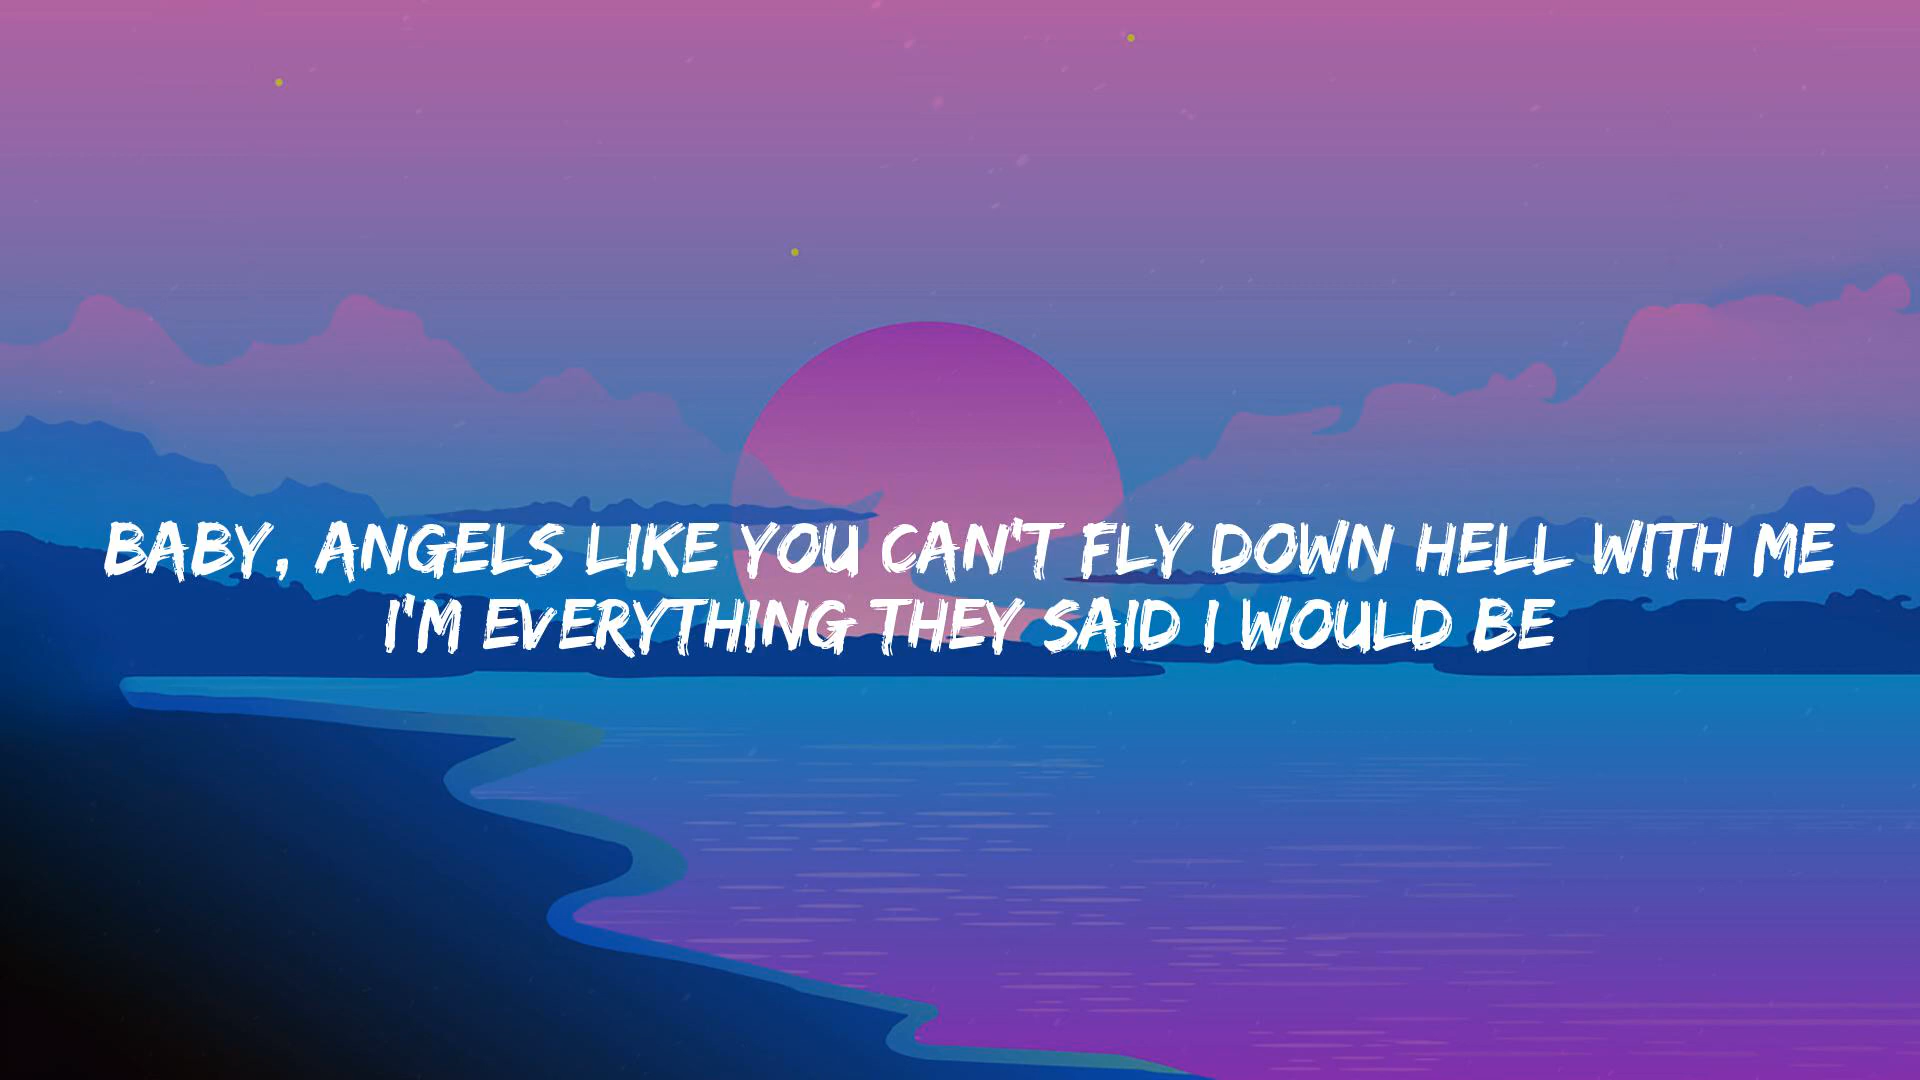 BABY, ANGELS LIKE YOU CAN'T FLY DOWN HELL WITH ME
I'M EVERYTHING THEY SAID I WOULD BE